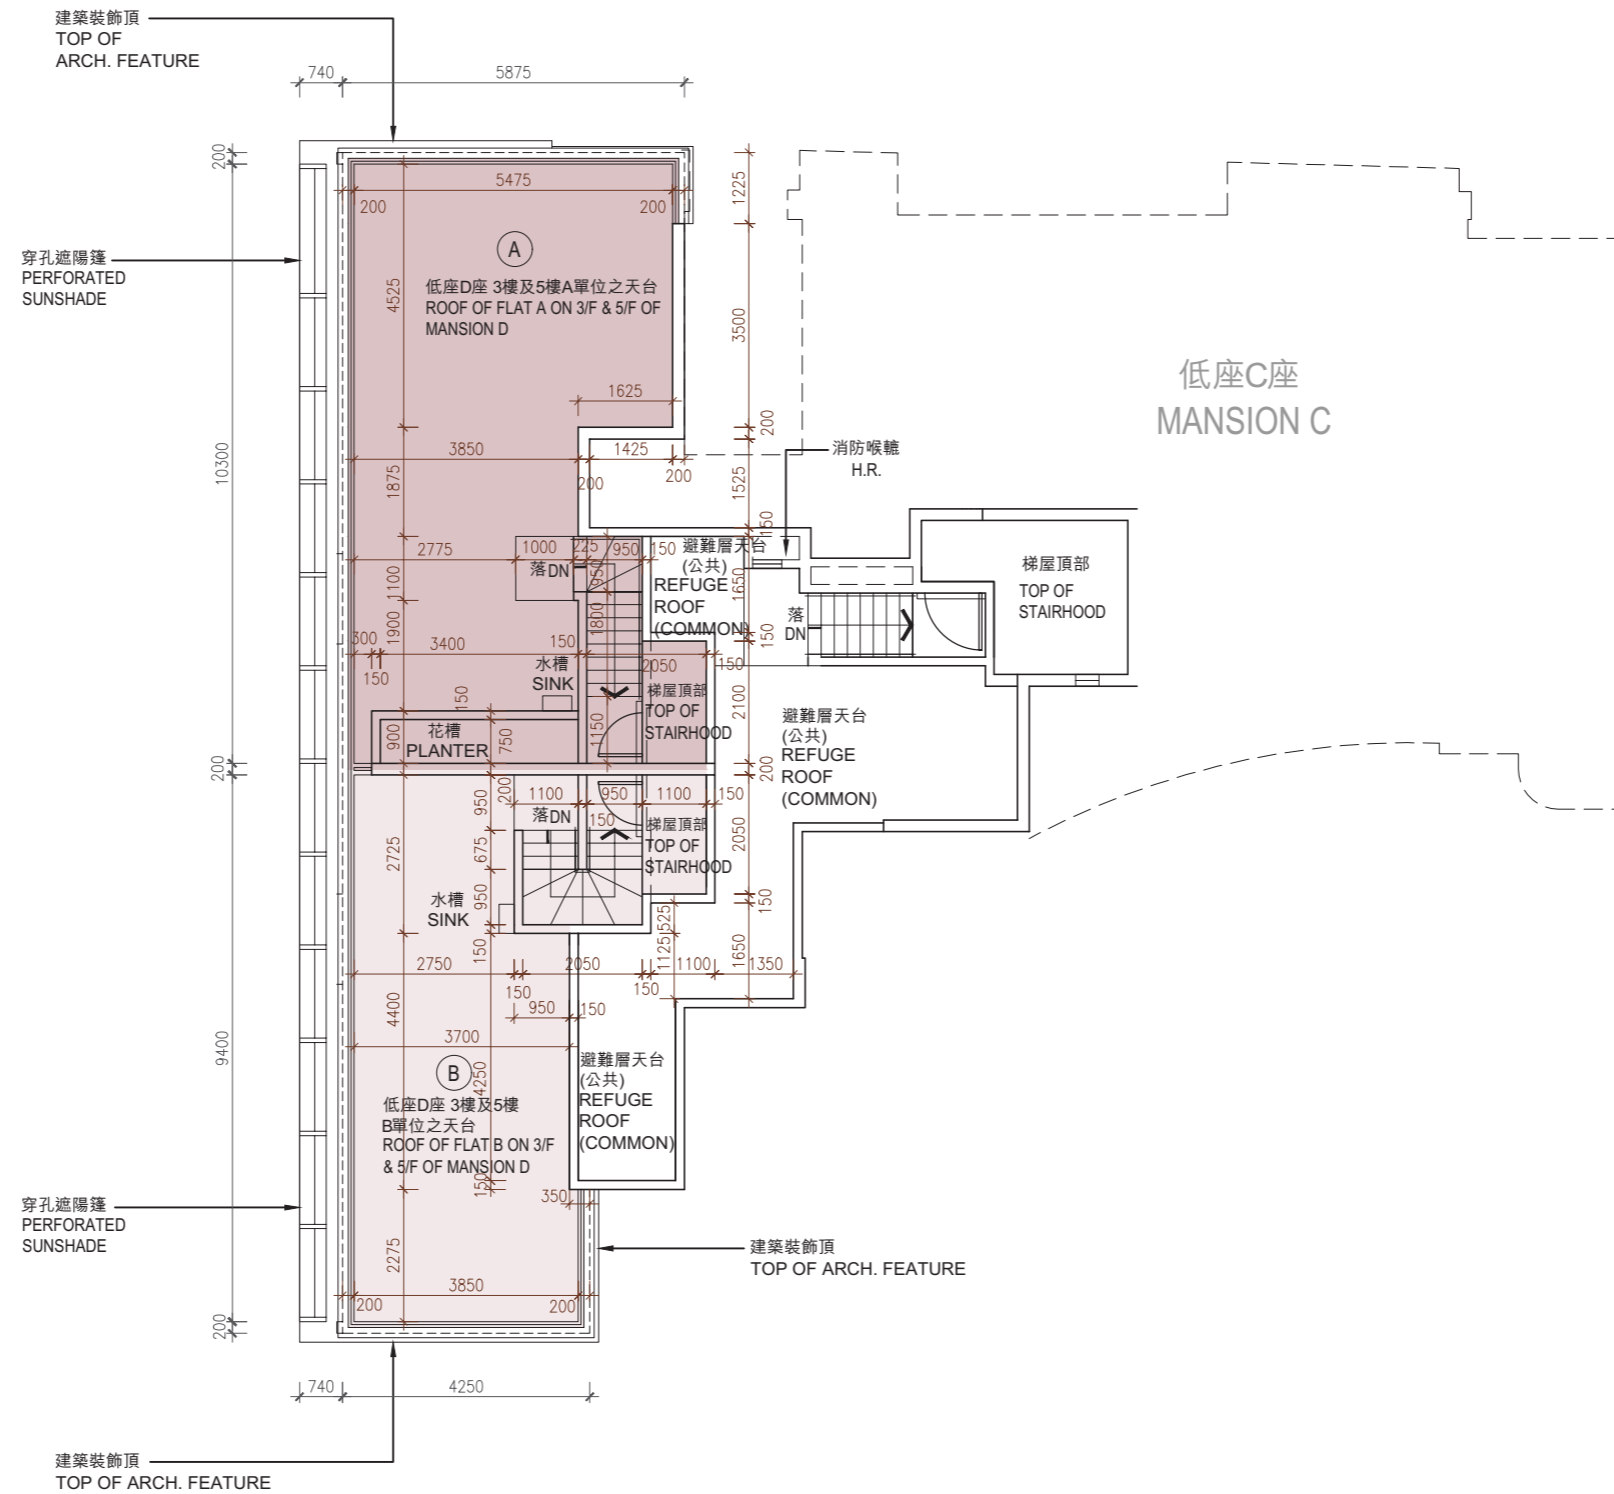 建築裝飾頂
TOP OF
ARCH. FEATURE
740
5875
200
5475
200
200
1225
A
穿孔遮陽篷
PERFORATED
SUNSHADE
低座D座 3樓及5樓A單位之天台
ROOF OF FLAT A ON 3/F & 5/F OF
MANSION D
4525
3500
1625
低座C座
MANSION C
200
3850
1425
消防喉轆
H.R.
10300
1875
200
200
1525
150
2775
1000
225
950
150
避難層天台
(公共)
REFUGE
ROOF
(COMMON)
落DN
950
1100
1650
梯屋頂部
TOP OF
STAIRHOOD
1800
落
DN
1900
300
3400
150
150
150
水槽
SINK
2050
150
150
梯屋頂部
TOP OF
STAIRHOOD
2100
避難層天台
(公共)
REFUGE
ROOF
(COMMON)
花槽
PLANTER
900
750
1150
200
200
200
1100
950
1100
150
950
落DN
150
梯屋頂部
TOP OF
STAIRHOOD
2725
675
2050
水槽
SINK
950
150
525
150
1125
1650
2750
2050
1100
1350
150
150
950
150
4400
9400
3700
B
4250
避難層天台
(公共)
REFUGE
ROOF
(COMMON)
低座D座 3樓及5樓
B單位之天台
ROOF OF FLAT B ON 3/F
& 5/F OF MANSION D
150
350
穿孔遮陽篷
PERFORATED
SUNSHADE
2275
建築裝飾頂
TOP OF ARCH. FEATURE
3850
200
200
200
740
4250
建築裝飾頂
TOP OF ARCH. FEATURE